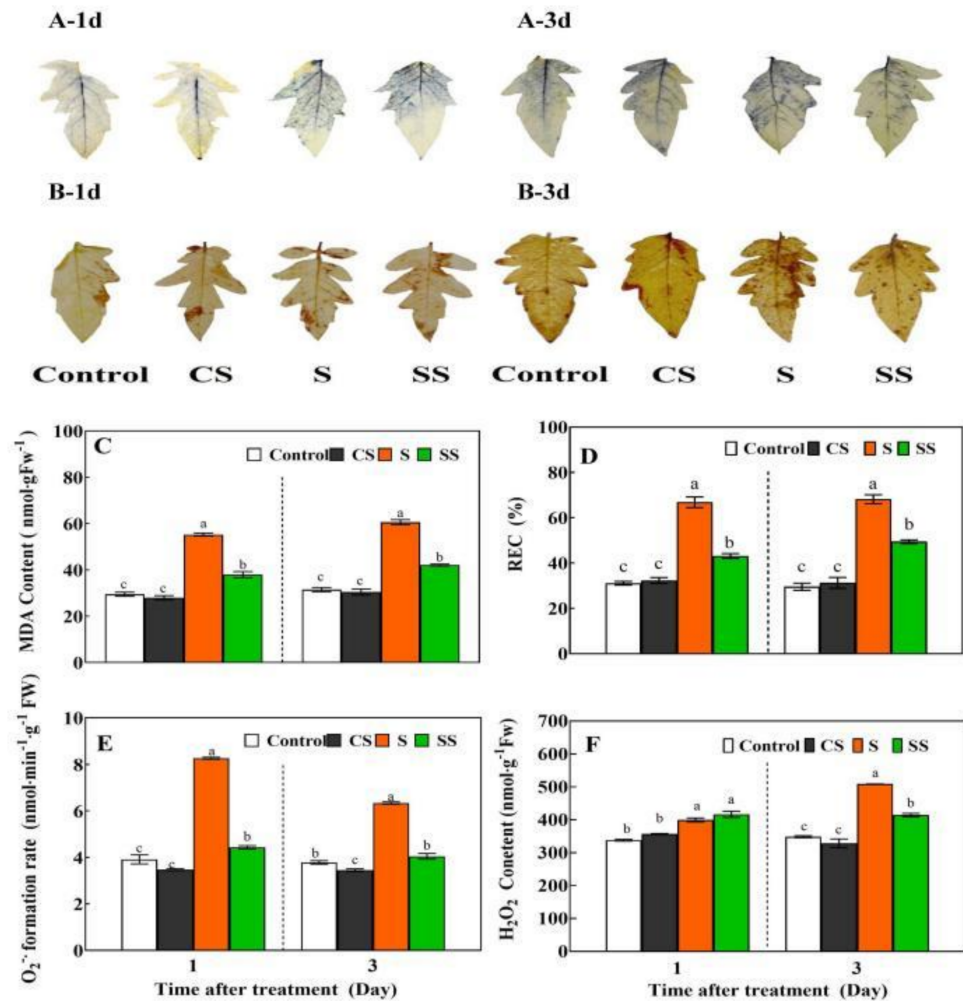 A-1d
A-3d
B-1d
B-3d
Control CS S SS Control CS S SS
C
Control CS S SS
MDA Content ( nmol·gFw⁻¹ )
100
80
60
40
20
0
c c a b c c a b
D
Control CS S SS
REC (%)
100
80
60
40
20
0
c c a b c c a b
E
Control CS S SS
O₂⁻· formation rate (nmol·min⁻¹·g⁻¹ FW)
10
8
6
4
2
0
c c a b b c a b
1 3
Time after treatment (Day)
F
Control CS S SS
H₂O₂ Conetent (nmol·g⁻¹Fw)
700
600
500
400
300
200
100
0
b b a a c c a b
1 3
Time after treatment (Day)